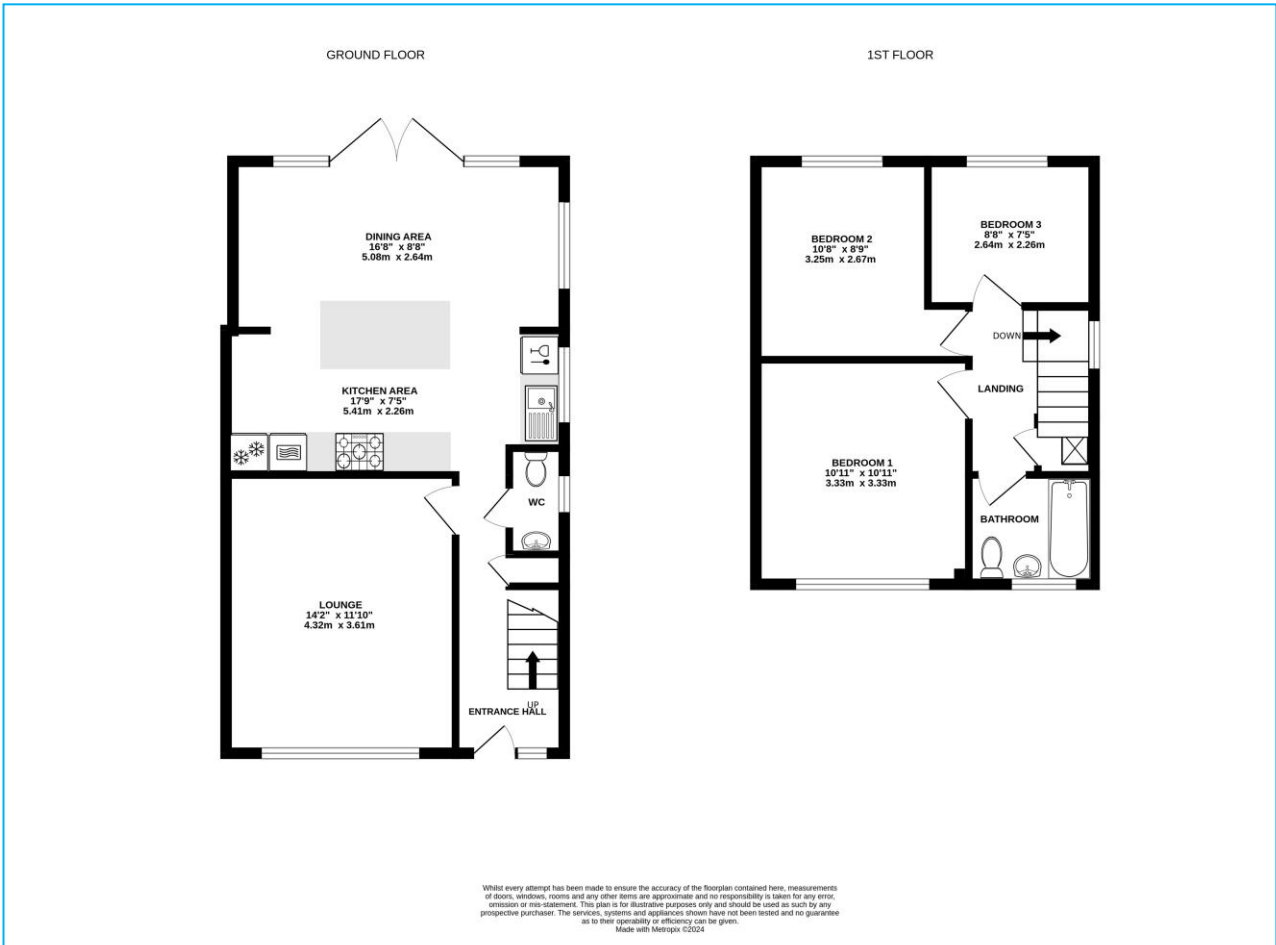 GROUND FLOOR
1ST FLOOR
DINING AREA
16'8" x 8'8"
5.08m x 2.64m
KITCHEN AREA
17'9" x 7'5"
5.41m x 2.26m
WC
LOUNGE
14'2" x 11'10"
4.32m x 3.61m
UP
ENTRANCE HALL
BEDROOM 2
10'8" x 8'9"
3.25m x 2.67m
BEDROOM 3
8'8" x 7'5"
2.64m x 2.26m
DOWN
LANDING
BEDROOM 1
10'11" x 10'11"
3.33m x 3.33m
BATHROOM
Whilst every attempt has been made to ensure the accuracy of the floorplan contained here, measurements
of doors, windows, rooms and any other items are approximate and no responsibility is taken for any error,
omission or mis-statement. This plan is for illustrative purposes only and should be used as such by any
prospective purchaser. The services, systems and appliances shown have not been tested and no guarantee
as to their operability or efficiency can be given.
Made with Metropix ©2024